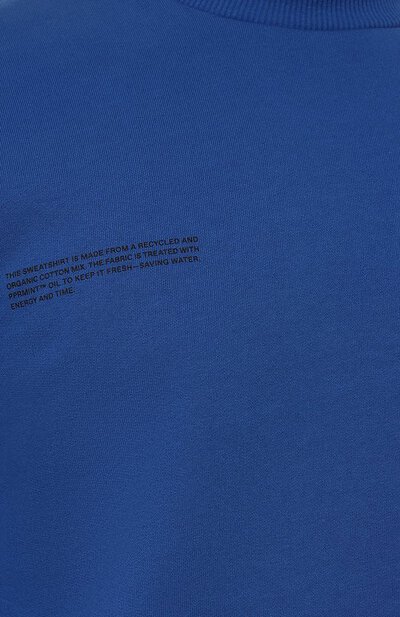 THIS SWEATSHIRT IS MADE FROM A RECYCLED AND
ORGANIC COTTON MIX. THE FABRIC IS TREATED WITH
PPRMINT™ OIL TO KEEP IT FRESH—SAVING WATER,
ENERGY AND TIME.